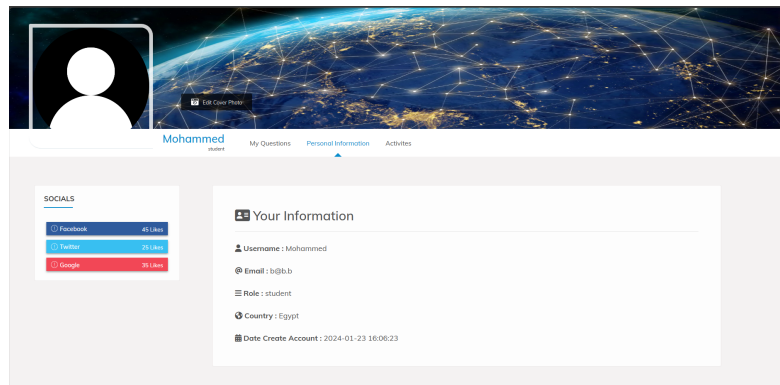 Edit Cover Photo
Mohammed
student
My Questions
Personal Information
Activites
SOCIALS
Facebook 45 Likes
Twitter 25 Likes
Google 35 Likes
Your Information
Username : Mohammed
Email : b@b.b
Role : student
Country : Egypt
Date Create Account : 2024-01-23 16:06:23